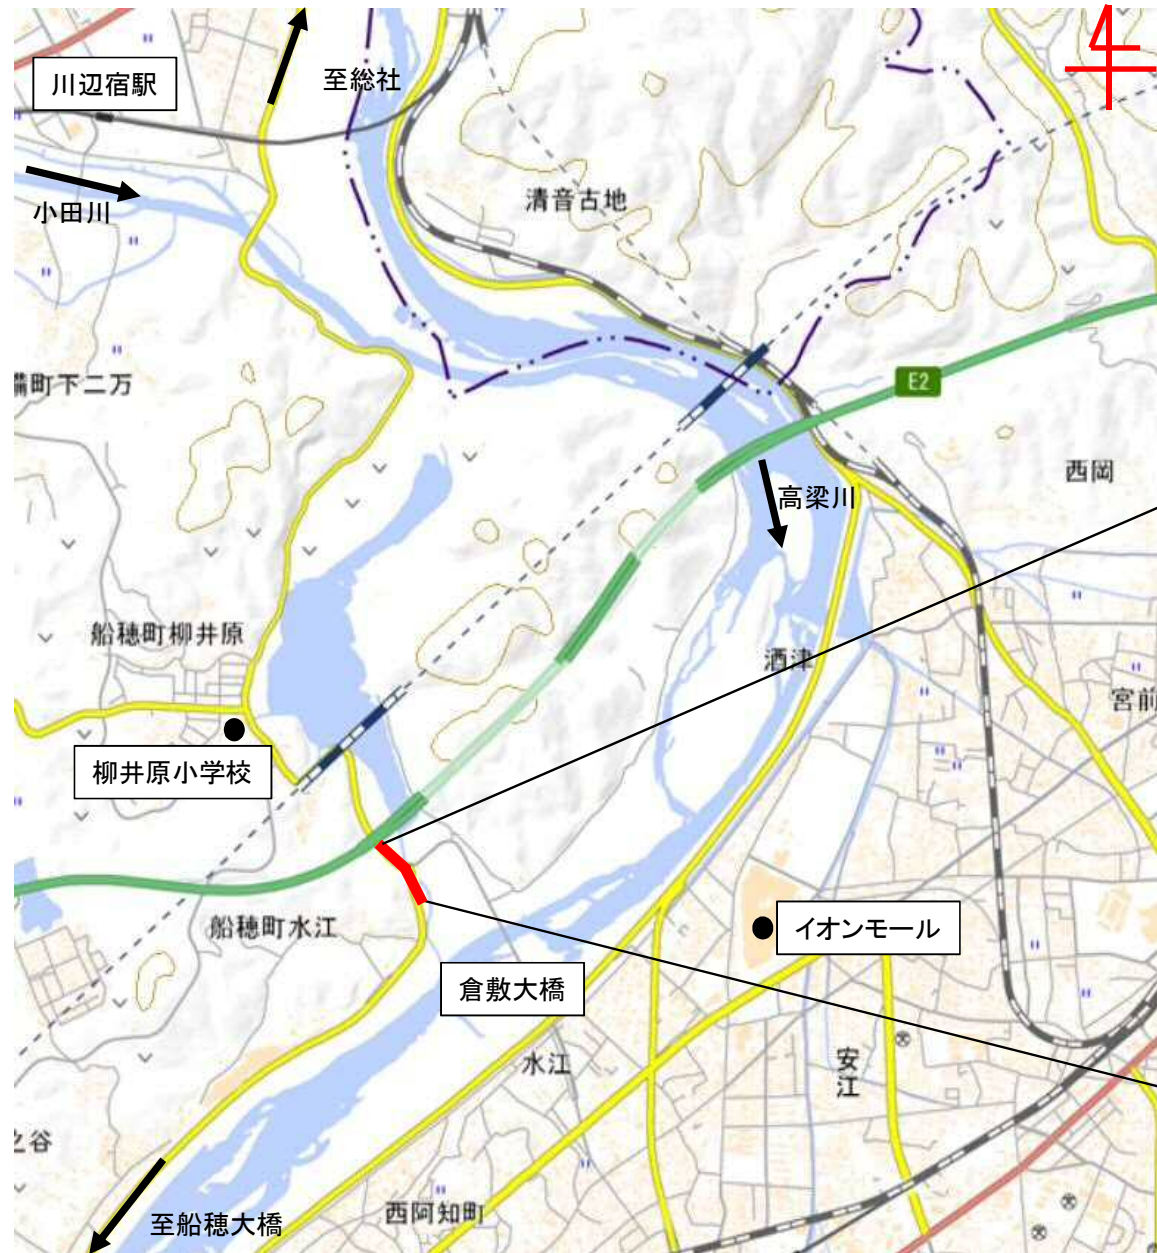 川辺宿駅
至総社
小田川
清音古地
町下二万
E2
西岡
高梁川
船穂町柳井原
酒津
宮前
柳井原小学校
船穂町水江
イオンモール
倉敷大橋
水江
安江
之谷
西阿知町
至船穂大橋